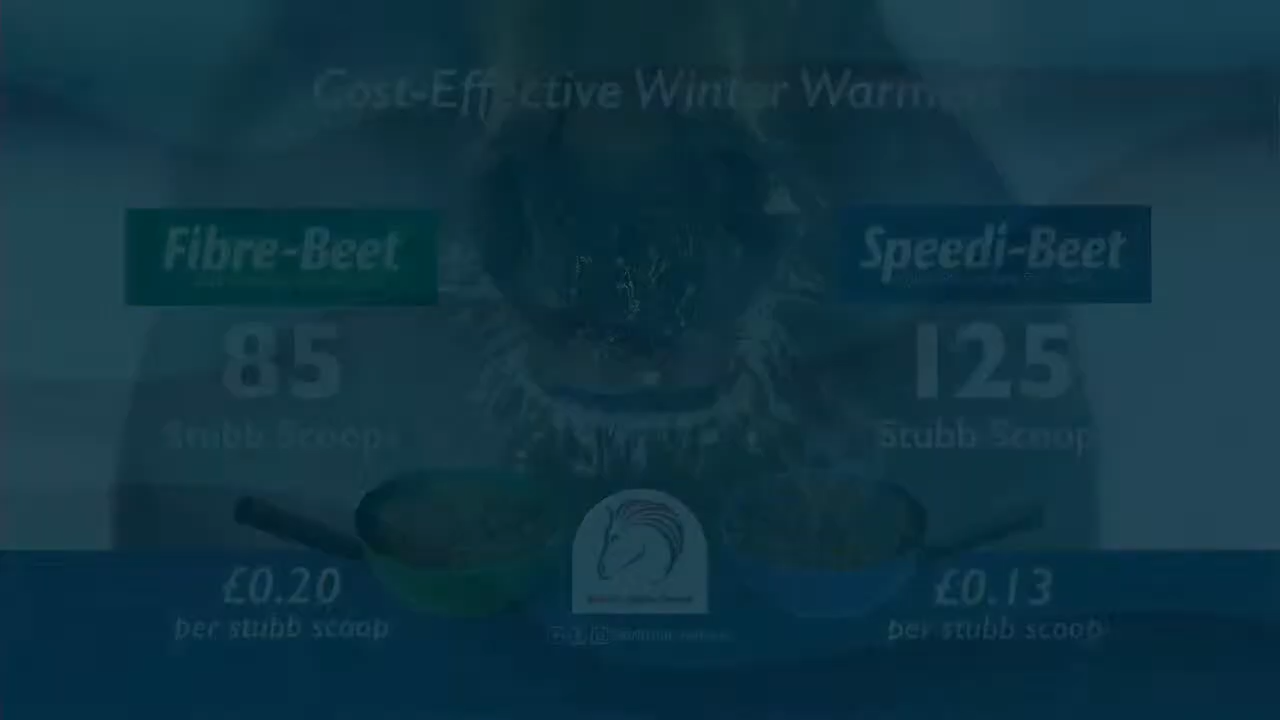 Cost-Effective Winter Warmers
Fibre-Beet
Speedi-Beet
85
125
Stubb Scoops
Stubb Scoops
£0.20
£0.13
per stubb scoop
per stubb scoop